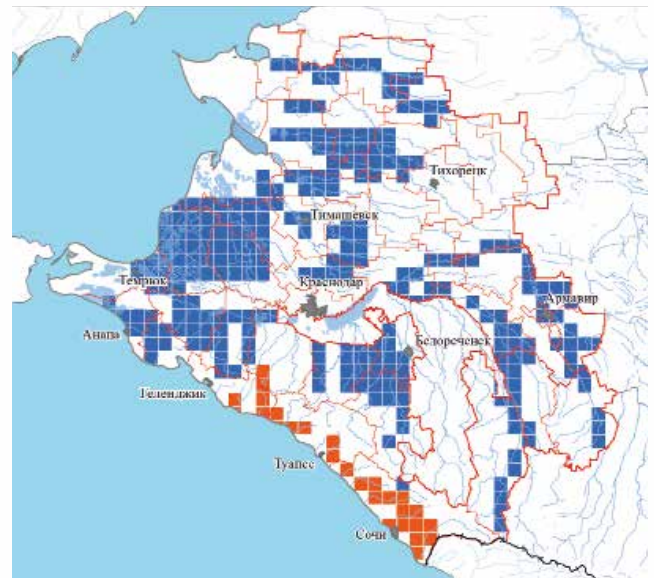 Тихорецк
Тимашевск
Темрюк
Краснодар
Армавир
Анапа
Белореченск
Геленджик
Туапсе
Сочи